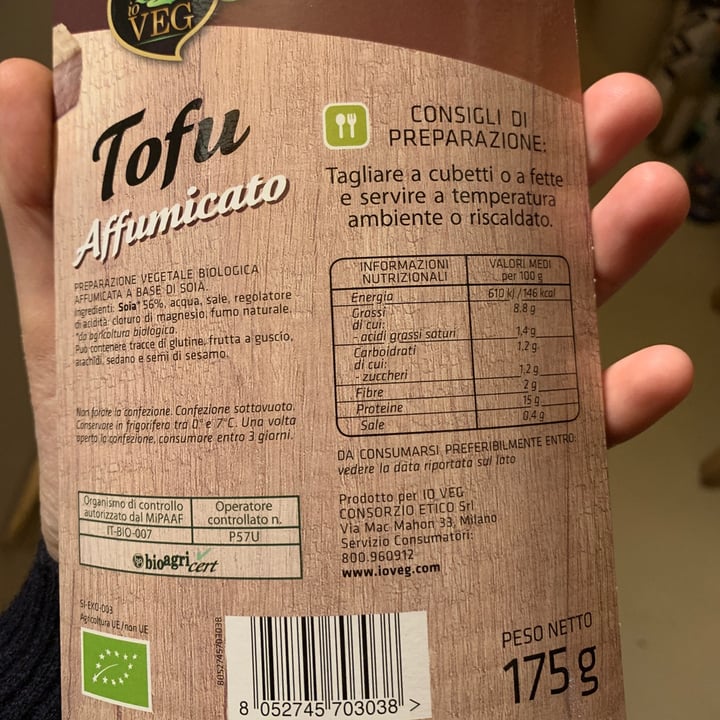 io
VEG
Tofu
Affumicato
PREPARAZIONE VEGETALE BIOLOGICA
AFFUMICATA A BASE DI SOIA.
Ingredienti: Soia* 56%, acqua, sale, regolatore
di acidità: cloruro di magnesio, fumo naturale.
*da agricoltura biologica.
Può contenere tracce di glutine, frutta a guscio,
arachidi, sedano e semi di sesamo.
Non forare la confezione. Confezione sottovuoto.
Conservare in frigorifero tra 0° e 7°C. Una volta
aperta la confezione, consumare entro 3 giorni.
Organismo di controllo
autorizzato dal MiPAAF
Operatore
controllato n.
IT-BIO-007
P57U
bioagricert
SI-EKO-003
Agricoltura UE/non UE
CONSIGLI DI
PREPARAZIONE:
Tagliare a cubetti o a fette
e servire a temperatura
ambiente o riscaldato.
INFORMAZIONI
NUTRIZIONALI
VALORI MEDI
per 100 g
Energia 610 kJ/146 kcal
Grassi 8,8 g
di cui:
- acidi grassi saturi 1,4 g
Carboidrati 1,2 g
di cui:
- zuccheri 1,2 g
Fibre 2 g
Proteine 15 g
Sale 0,4 g
DA CONSUMARSI PREFERIBILMENTE ENTRO:
vedere la data riportata sul lato
Prodotto per IO VEG
CONSORZIO ETICO Srl
Via Mac Mahon 33, Milano
Servizio Consumatori:
800.960912
www.ioveg.com
8052745703038
8 052745 703038 >
PESO NETTO
175 g